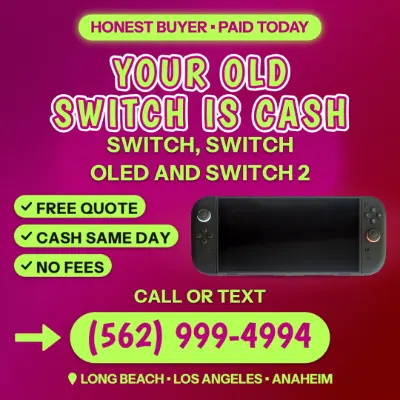 HONEST BUYER • PAID TODAY
YOUR OLD
SWITCH IS CASH
SWITCH, SWITCH
OLED AND SWITCH 2
FREE QUOTE
CASH SAME DAY
NO FEES
CALL OR TEXT
(562) 999-4994
LONG BEACH • LOS ANGELES • ANAHEIM